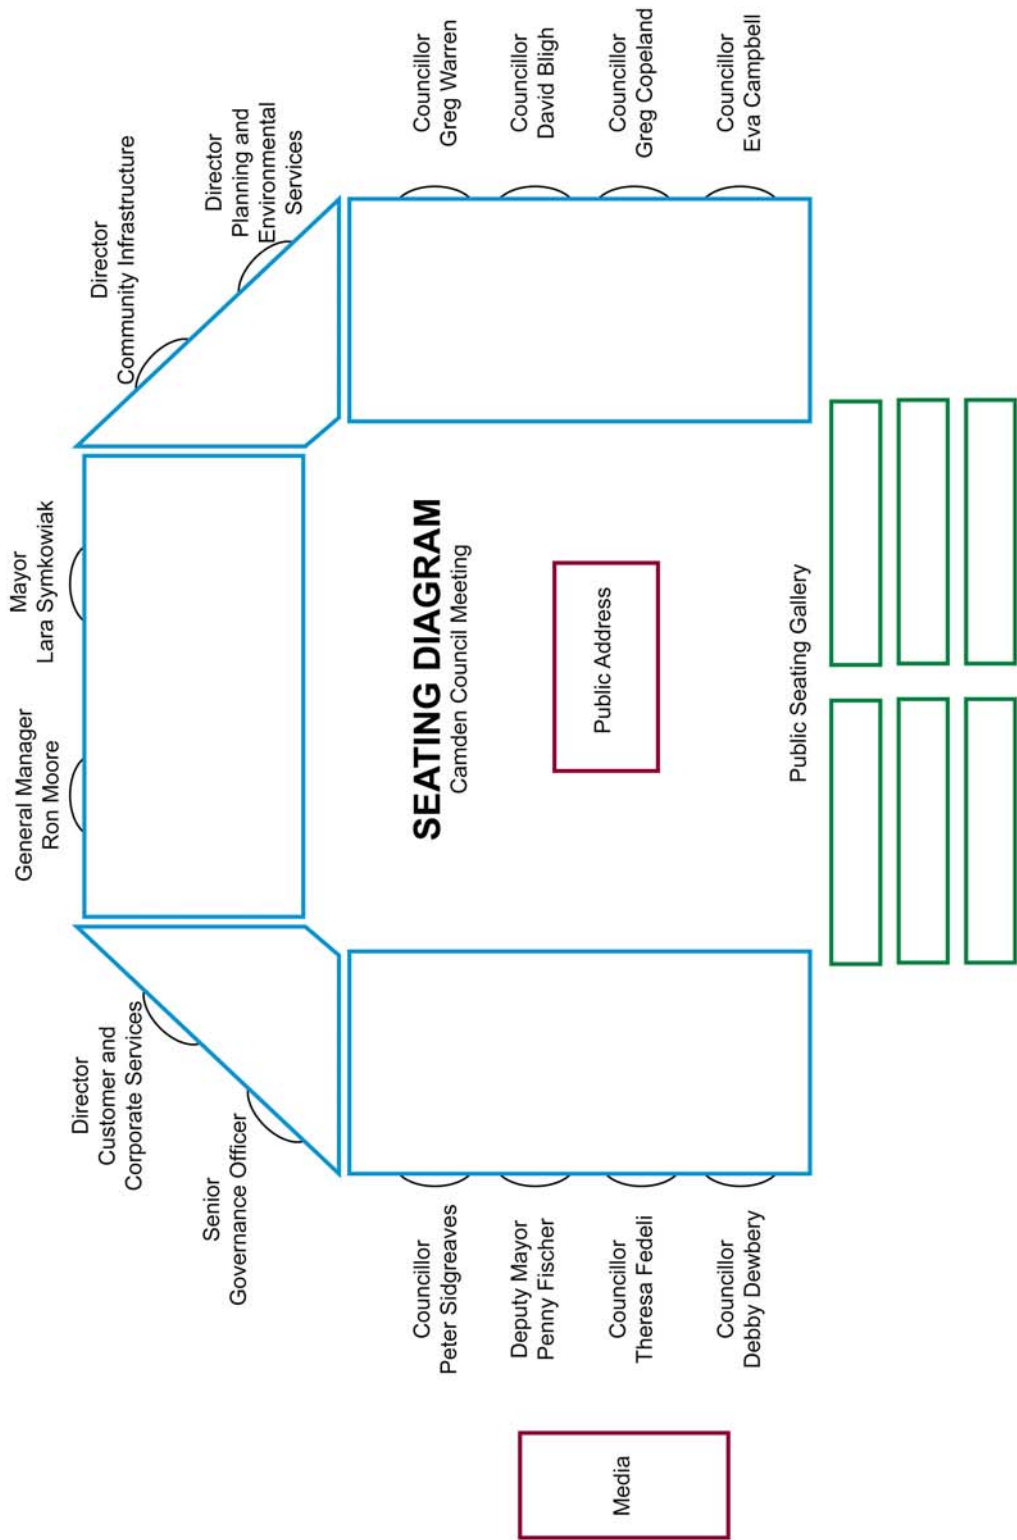 General Manager
Ron Moore
Mayor
Lara Symkowiak
Director
Customer and
Corporate Services
Director
Community Infrastructure
Senior
Governance Officer
Director
Planning and
Environmental
Services
SEATING DIAGRAM
Camden Council Meeting
Councillor
Peter Sidgreaves
Councillor
Greg Warren
Deputy Mayor
Penny Fischer
Councillor
David Bligh
Media
Councillor
Theresa Fedeli
Public Address
Councillor
Greg Copeland
Councillor
Debby Dewbery
Councillor
Eva Campbell
Public Seating Gallery